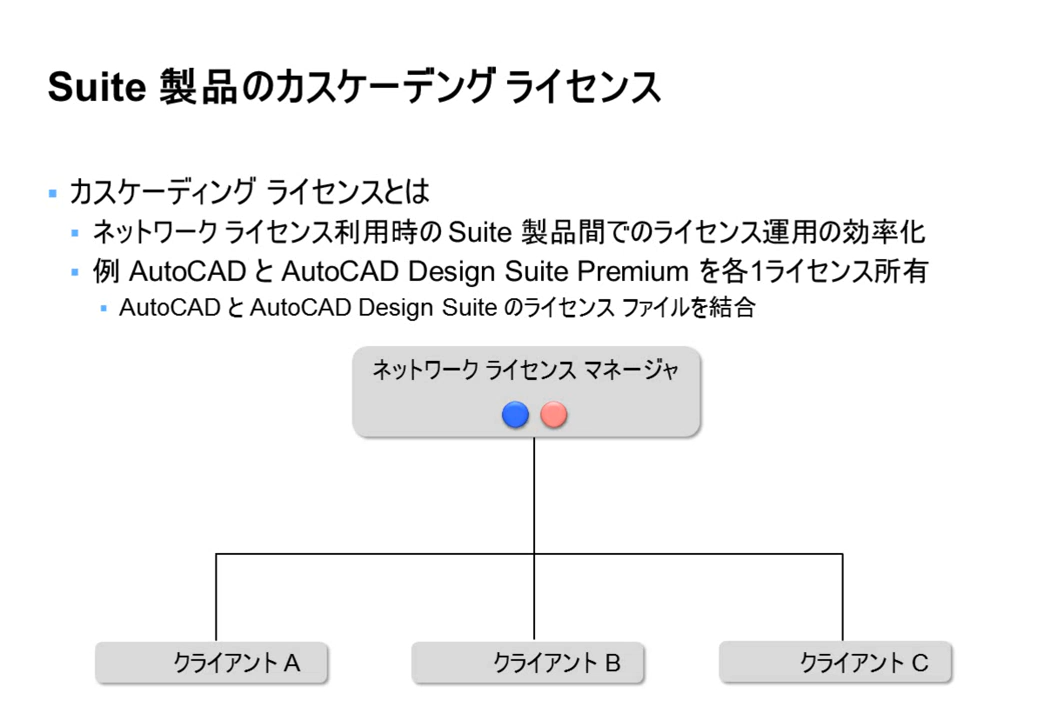 Suite 製品のカスケーデング ライセンス
カスケーディング ライセンスとは
ネットワーク ライセンス利用時の Suite 製品間でのライセンス運用の効率化
例 AutoCAD と AutoCAD Design Suite Premium を各1ライセンス所有
AutoCAD と AutoCAD Design Suite のライセンス ファイルを結合
ネットワーク ライセンス マネージャ
クライアント A
クライアント B
クライアント C